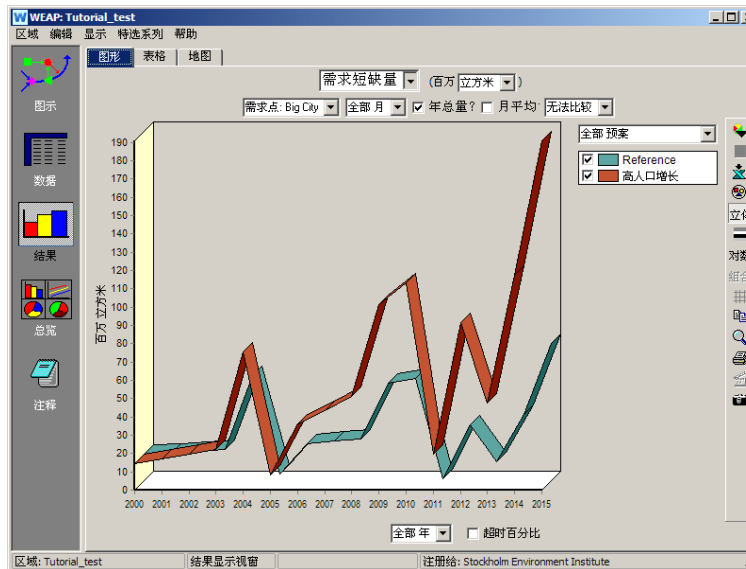 WEAP: Tutorial_test
区域 编辑 显示 特选系列 帮助
图示
数据
结果
总览
注释
图形 表格 地图
需求短缺量 (百万 立方米 )
需求点: Big City 全部 月 年总量? 月平均 无法比较
全部 预案
Reference
高人口增长
百万 立方米
190
180
170
160
150
140
130
120
110
100
90
80
70
60
50
40
30
20
10
0
2000 2001 2002 2003 2004 2005 2006 2007 2008 2009 2010 2011 2012 2013 2014 2015
对数
组合
全部 年 超时百分比
区域: Tutorial_test 结果显示视窗 注册给: Stockholm Environment Institute